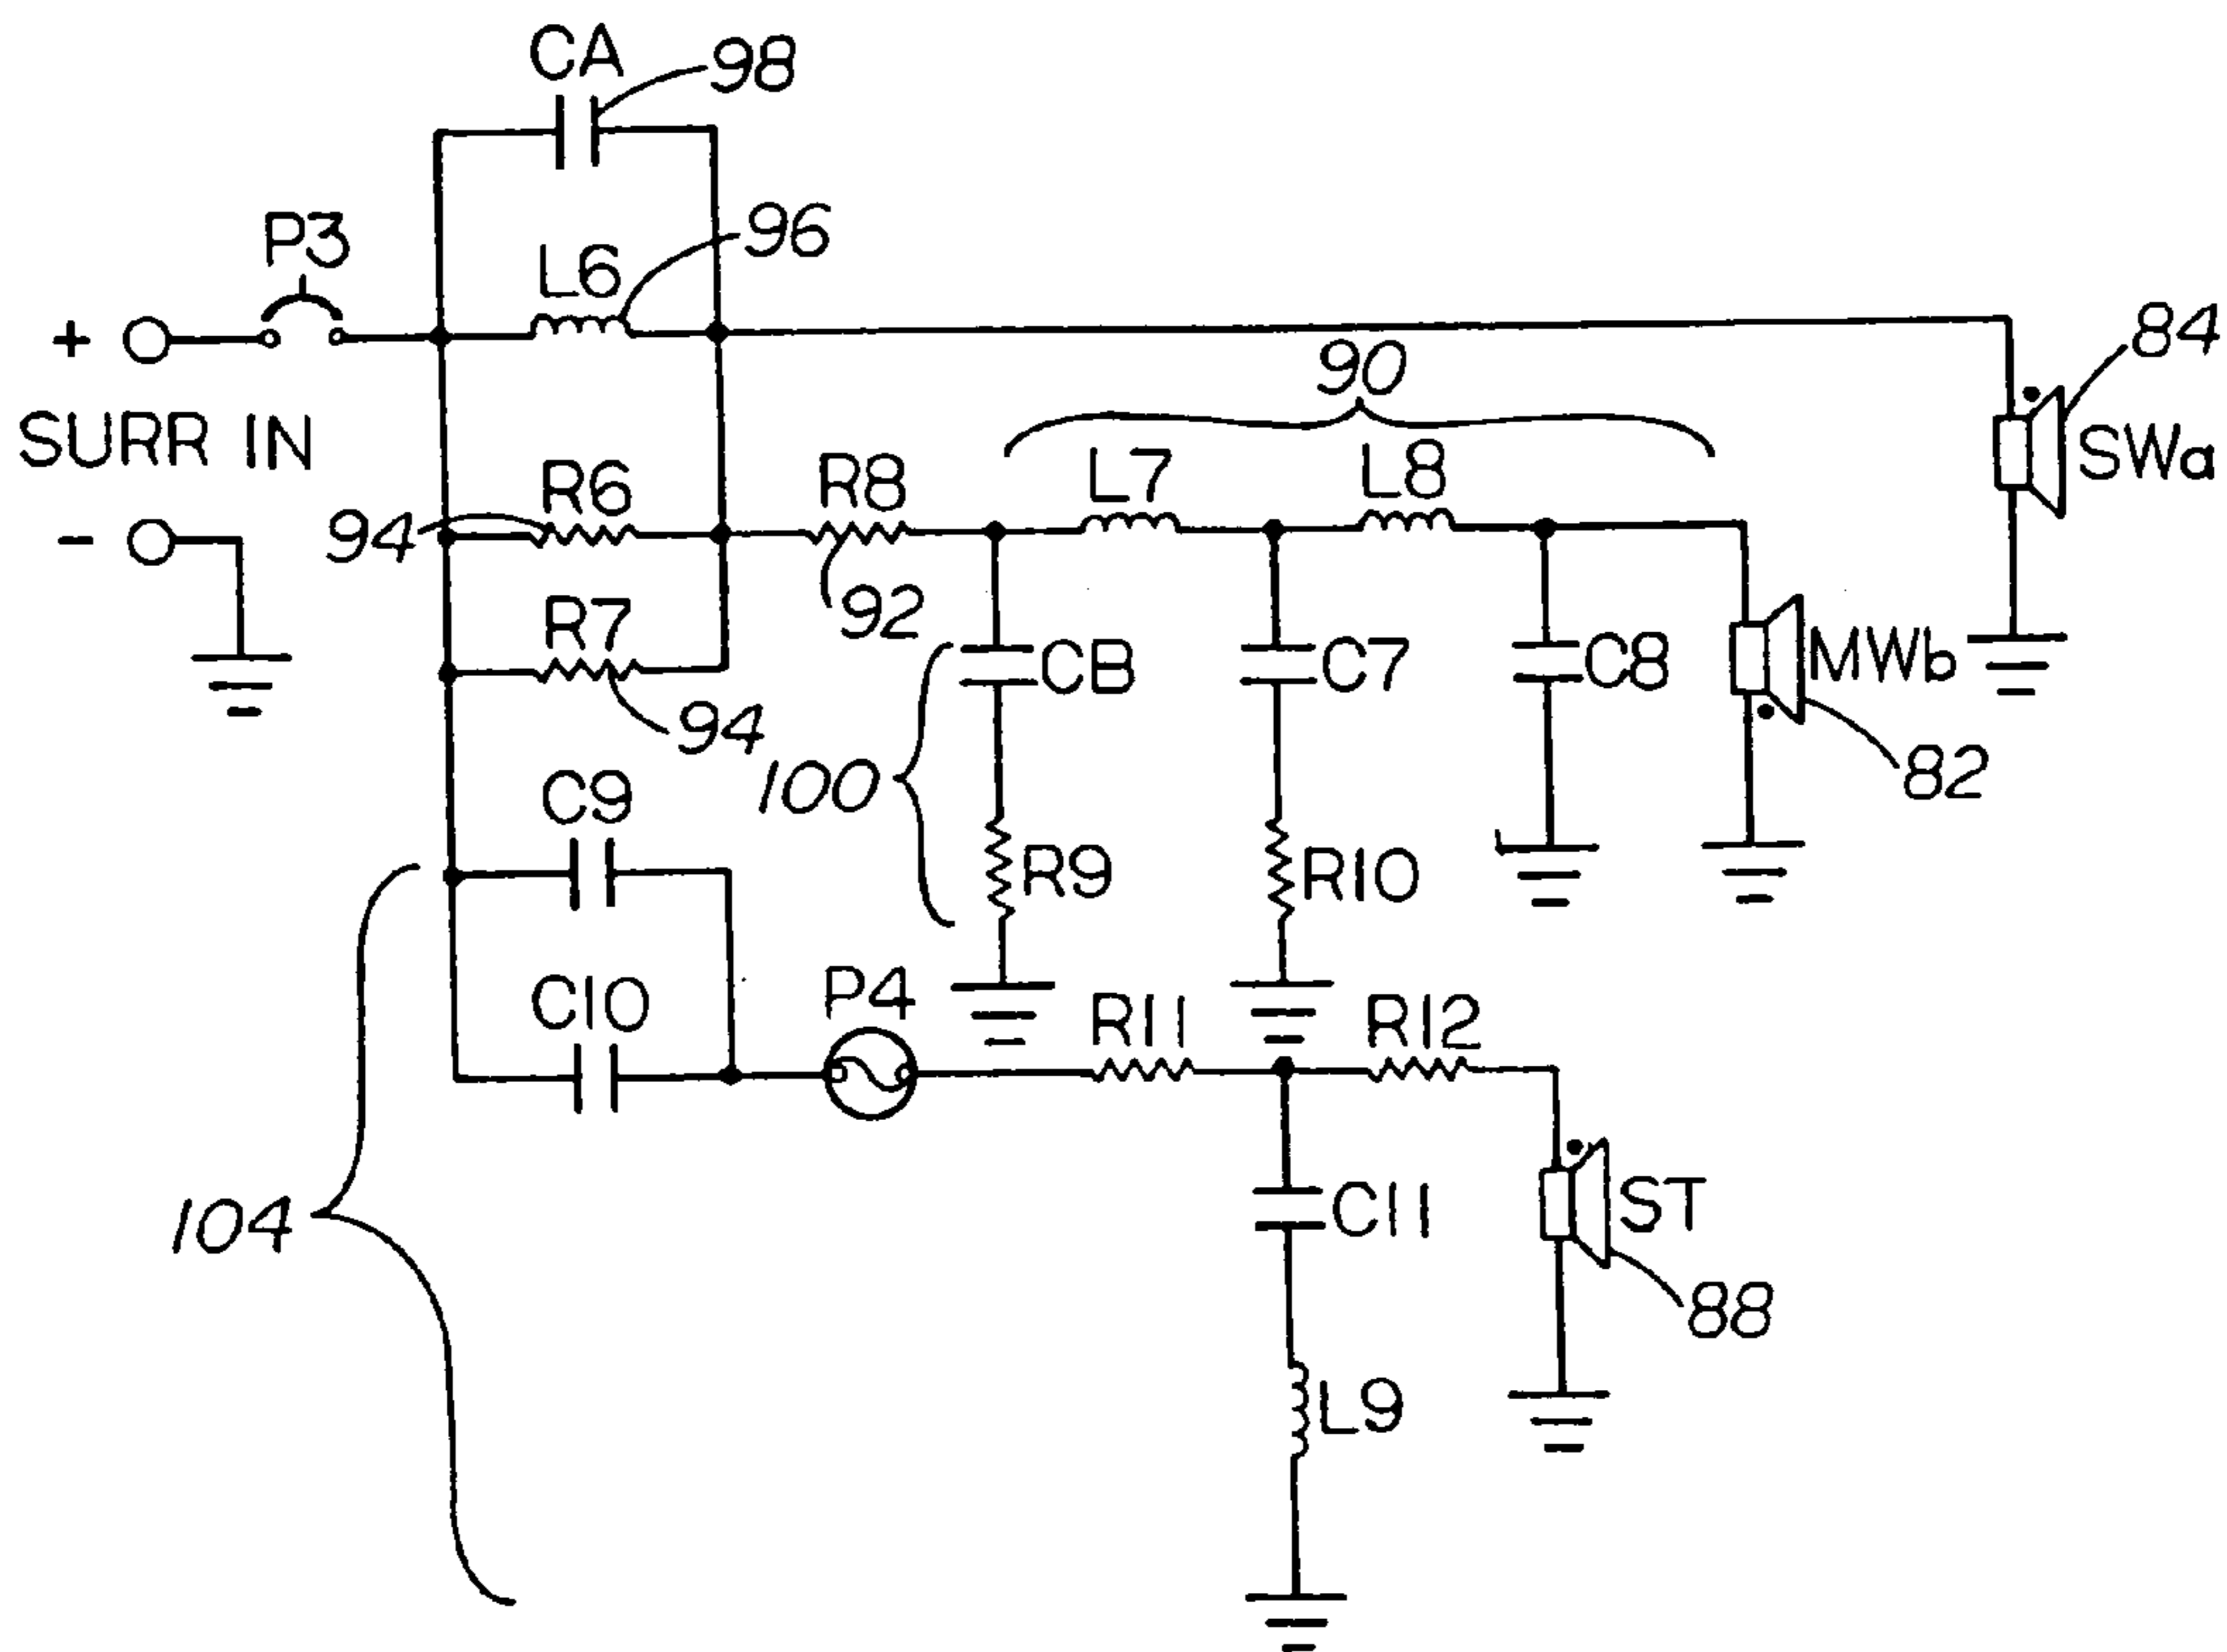 CA
98
P3
L6
96
+
SURR IN
-
90
84
SWa
R6
94
R8
92
L7
L8
R7
94
CB
C7
C8
MWb
82
100
C9
R9
R10
C10
P4
R11
R12
104
C11
ST
88
L9